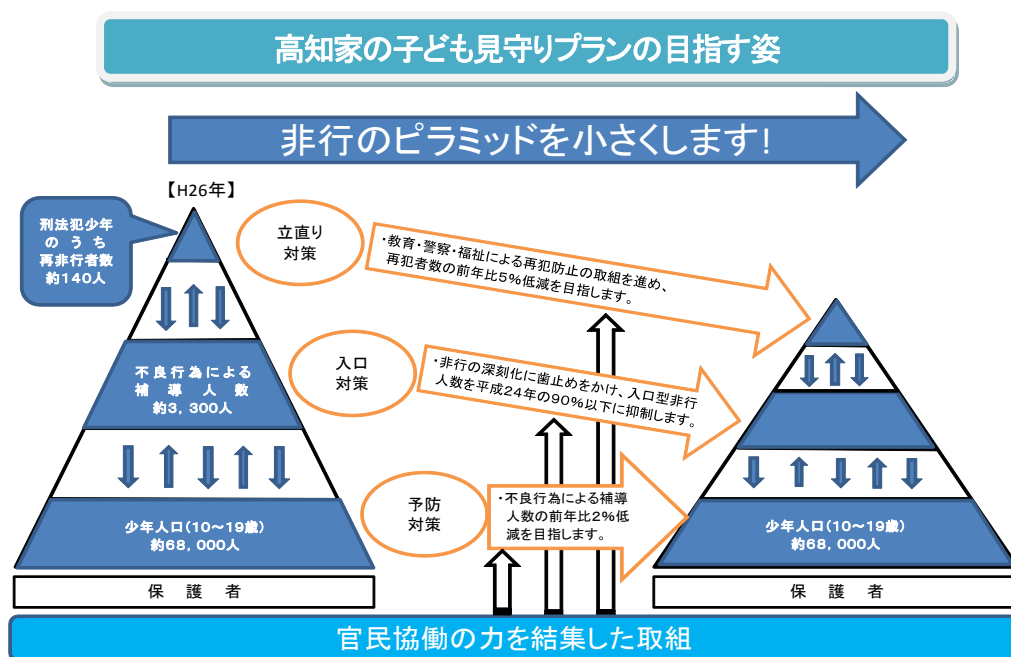 高知家の子ども見守りプランの目指す姿
非行のピラミッドを小さくします!
【H26年】
刑法犯少年
のうち
再非行者数
約140人
立直り
対策
・教育・警察・福祉による再犯防止の取組を進め、
再犯者数の前年比5%低減を目指します。
不良行為による
補導人数
約3,300人
入口
対策
・非行の深刻化に歯止めをかけ、入口型非行
人数を平成24年の90%以下に抑制します。
少年人口(10~19歳)
約68,000人
予防
対策
・不良行為による補導
人数の前年比2%低
減を目指します。
少年人口(10~19歳)
約68,000人
保護者
保護者
官民協働の力を結集した取組